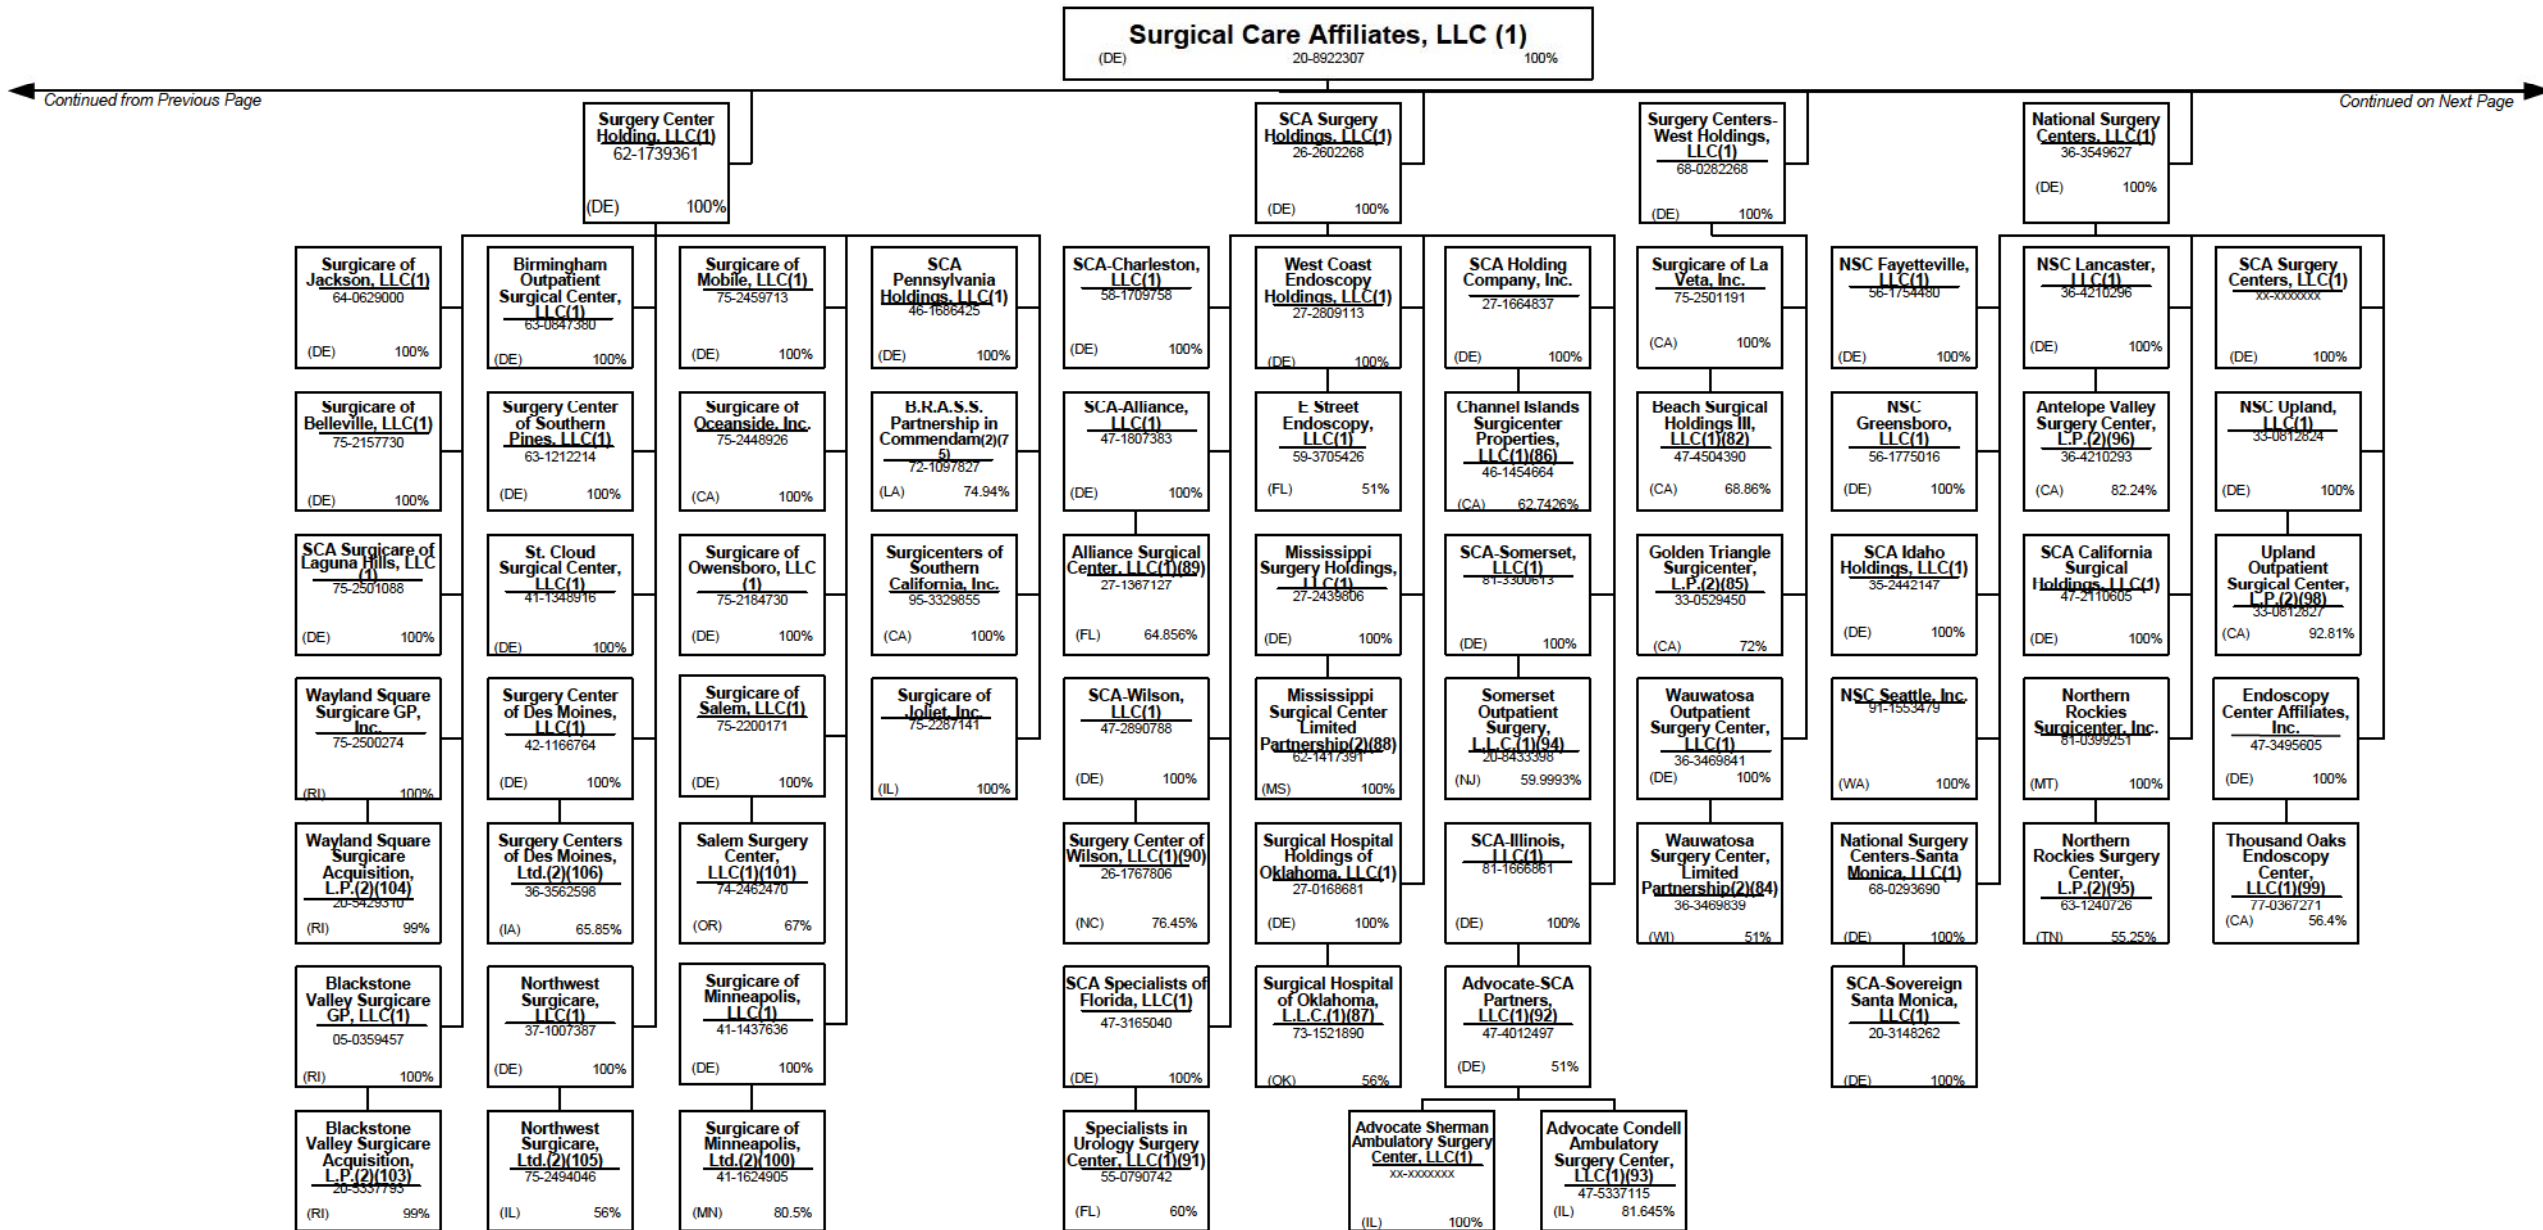 Surgical Care Affiliates, LLC (1)
(DE) 20-8922307 100%
Continued from Previous Page
Continued on Next Page
Surgery Center
Holding, LLC(1)
62-1739361
(DE) 100%
SCA Surgery
Holdings, LLC(1)
26-2602268
(DE) 100%
Surgery Centers-
West Holdings,
LLC(1)
68-0282268
(DE) 100%
National Surgery
Centers, LLC(1)
36-3549627
(DE) 100%
Surgicare of
Jackson, LLC(1)
64-0629000
(DE) 100%
Birmingham
Outpatient
Surgical Center,
LLC(1)
63-0847380
(DE) 100%
Surgicare of
Mobile, LLC(1)
75-2459713
(DE) 100%
SCA
Pennsylvania
Holdings, LLC(1)
46-1686425
(DE) 100%
SCA-Charleston,
LLC(1)
58-1709758
(DE) 100%
West Coast
Endoscopy
Holdings, LLC(1)
27-2809113
(DE) 100%
SCA Holding
Company, Inc.
27-1664837
(DE) 100%
Surgicare of La
Veta, Inc.
75-2501191
(CA) 100%
NSC Fayetteville,
LLC(1)
56-1754480
(DE) 100%
NSC Lancaster,
LLC(1)
36-4210296
(DE) 100%
SCA Surgery
Centers, LLC(1)
xx-xxxxxxx
(DE) 100%
Surgicare of
Belleville, LLC(1)
75-2157730
(DE) 100%
Surgery Center
of Southern
Pines, LLC(1)
63-1212214
(DE) 100%
Surgicare of
Oceanside, Inc.
75-2448926
(CA) 100%
B.R.A.S.S.
Partnership in
Commendam(2)(7
5)
72-1097827
(LA) 74.94%
SCA-Alliance,
LLC(1)
47-1807383
(DE) 100%
E Street
Endoscopy,
LLC(1)
59-3705426
(FL) 51%
Channel Islands
Surgicenter
Properties,
LLC(1)(86)
46-1454664
(CA) 62.7426%
Beach Surgical
Holdings III,
LLC(1)(82)
47-4504390
(CA) 68.86%
NSC
Greensboro,
LLC(1)
56-1775016
(DE) 100%
Antelope Valley
Surgery Center,
L.P.(2)(96)
36-4210293
(CA) 82.24%
NSC Upland,
LLC(1)
33-0812824
(DE) 100%
SCA Surgicare of
Laguna Hills, LLC
(1)
75-2501088
(DE) 100%
St. Cloud
Surgical Center,
LLC(1)
41-1348916
(DE) 100%
Surgicare of
Owensboro, LLC
(1)
75-2184730
(DE) 100%
Surgicenters of
Southern
California, Inc.
95-3329855
(CA) 100%
Alliance Surgical
Center, LLC(1)(89)
27-1367127
(FL) 64.856%
Mississippi
Surgery Holdings,
LLC(1)
27-2439806
(DE) 100%
SCA-Somerset,
LLC(1)
81-3300613
(DE) 100%
Golden Triangle
Surgicenter,
L.P.(2)(85)
33-0529450
(CA) 72%
SCA Idaho
Holdings, LLC(1)
35-2442147
(DE) 100%
SCA California
Surgical
Holdings, LLC(1)
47-2110605
(DE) 100%
Upland
Outpatient
Surgical Center,
L.P.(2)(98)
33-0812827
(CA) 92.81%
Wayland Square
Surgicare GP,
Inc.
75-2500274
(RI) 100%
Surgery Center
of Des Moines,
LLC(1)
42-1166764
(DE) 100%
Surgicare of
Salem, LLC(1)
75-2200171
(DE) 100%
Surgicare of
Joliet, Inc.
75-2287141
(IL) 100%
SCA-Wilson,
LLC(1)
47-2890788
(DE) 100%
Mississippi
Surgical Center
Limited
Partnership(2)(88)
62-1417391
(MS) 100%
Somerset
Outpatient
Surgery,
L.L.C.(1)(94)
20-8433398
(NJ) 59.9993%
Wauwatosa
Outpatient
Surgery Center,
LLC(1)
36-3469841
(DE) 100%
NSC Seattle, Inc.
91-1553479
(WA) 100%
Northern
Rockies
Surgicenter, Inc.
81-0399251
(MT) 100%
Endoscopy
Center Affiliates,
Inc.
47-3495605
(DE) 100%
Wayland Square
Surgicare
Acquisition,
L.P.(2)(104)
20-5429310
(RI) 99%
Surgery Centers
of Des Moines,
Ltd.(2)(106)
36-3562598
(IA) 65.85%
Salem Surgery
Center,
LLC(1)(101)
74-2462470
(OR) 67%
Surgery Center of
Wilson, LLC(1)(90)
26-1767806
(NC) 76.45%
Surgical Hospital
Holdings of
Oklahoma, LLC(1)
27-0168681
(DE) 100%
SCA-Illinois,
LLC(1)
81-1666861
(DE) 100%
Wauwatosa
Surgery Center,
Limited
Partnership(2)(84)
36-3469839
(WI) 51%
National Surgery
Centers-Santa
Monica, LLC(1)
68-0293690
(DE) 100%
Northern
Rockies Surgery
Center,
L.P.(2)(95)
63-1240726
(TN) 55.25%
Thousand Oaks
Endoscopy
Center,
LLC(1)(99)
77-0367271
(CA) 56.4%
Blackstone
Valley Surgicare
GP, LLC(1)
05-0359457
(RI) 100%
Northwest
Surgicare,
LLC(1)
37-1007387
(DE) 100%
Surgicare of
Minneapolis,
LLC(1)
41-1437636
(DE) 100%
SCA Specialists of
Florida, LLC(1)
47-3165040
(DE) 100%
Surgical Hospital
of Oklahoma,
L.L.C.(1)(87)
73-1521890
(OK) 56%
Advocate-SCA
Partners,
LLC(1)(92)
47-4012497
(DE) 51%
SCA-Sovereign
Santa Monica,
LLC(1)
20-3148262
(DE) 100%
Blackstone
Valley Surgicare
Acquisition,
L.P.(2)(103)
20-5337793
(RI) 99%
Northwest
Surgicare,
Ltd.(2)(105)
75-2494046
(IL) 56%
Surgicare of
Minneapolis,
Ltd.(2)(100)
41-1624905
(MN) 80.5%
Specialists in
Urology Surgery
Center, LLC(1)(91)
55-0790742
(FL) 60%
Advocate Sherman
Ambulatory Surgery
Center, LLC(1)
xx-xxxxxxx
(IL) 100%
Advocate Condell
Ambulatory
Surgery Center,
LLC(1)(93)
47-5337115
(IL) 81.645%